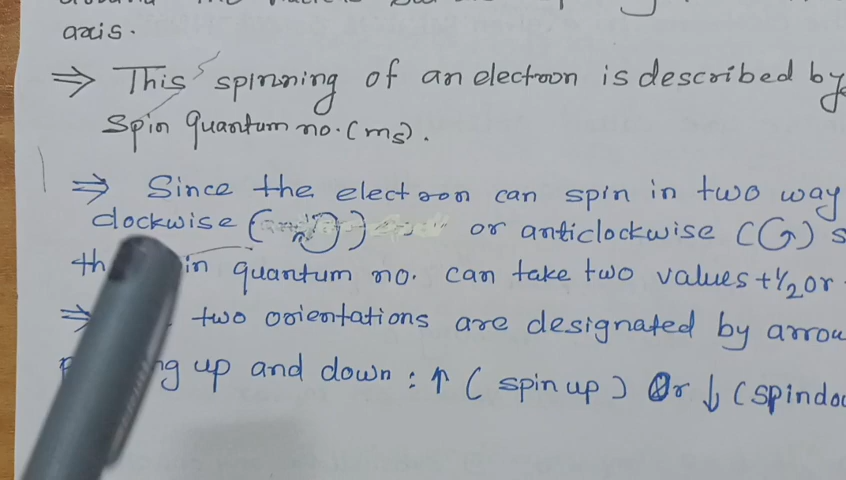 axis.
⇒ This spinning of an electron is described by
Spin quantum no. (ms).
⇒ Since the electron can spin in two way
clockwise ( ) or anticlockwise ( ) s
th in quantum no. can take two values +1/2 or
⇒ two orientations are designated by arrow
ng up and down : ↑ ( spin up ) Or ↓ ( spindo